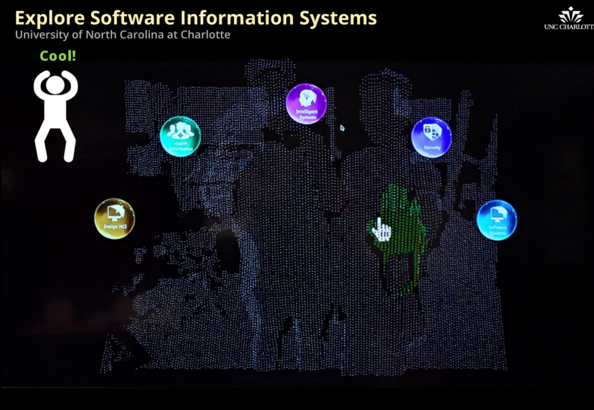 Explore Software Information Systems
University of North Carolina at Charlotte
UNC CHARLOTTE
Cool!
Intelligent
Systems
Health
Information
Security
Design HCI
Software
Systems